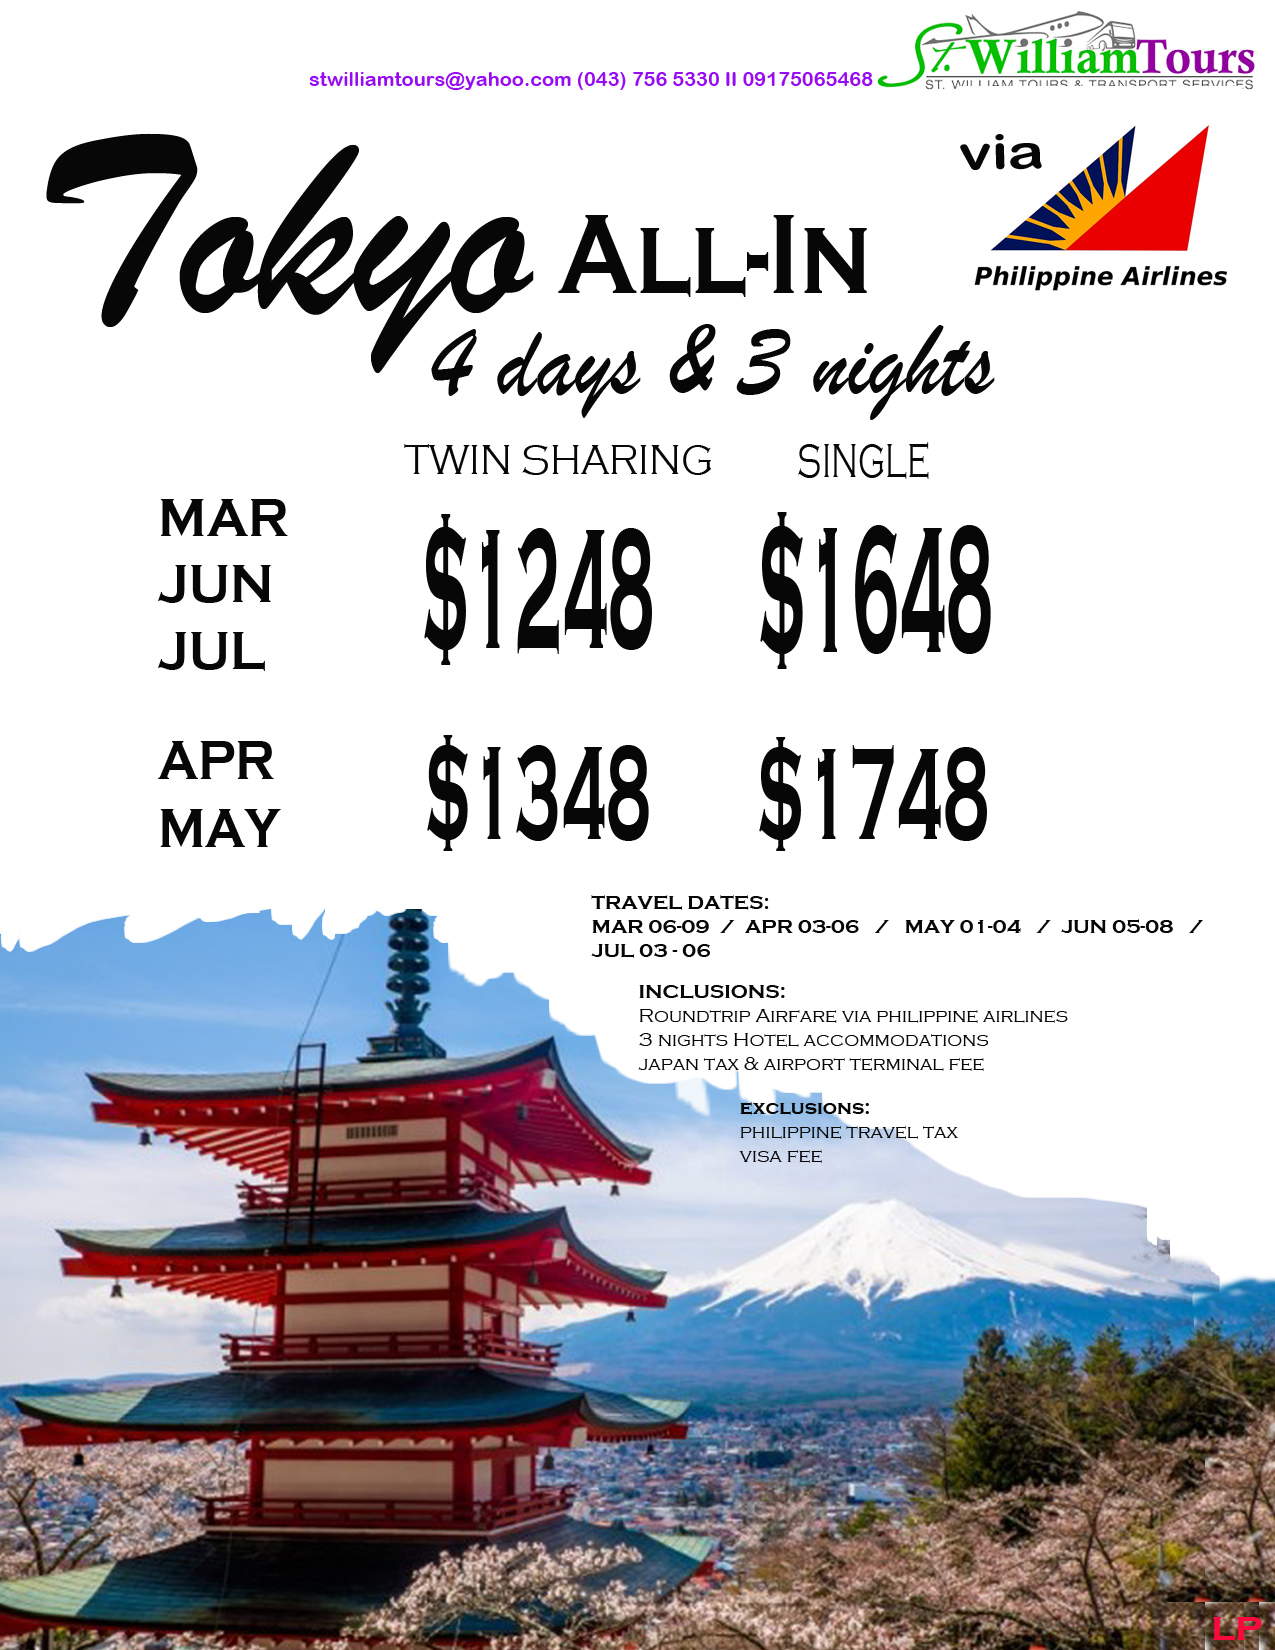 stwilliamtours@yahoo.com (043) 756 5330 II 09175065468
St. WilliamTours
ST. WILLIAM TOURS & TRANSPORT SERVICES
via
Philippine Airlines
Tokyo ALL-IN
4 days & 3 nights
TWIN SHARING SINGLE
MAR
JUN
JUL
$1248 $1648
APR
MAY
$1348 $1748
TRAVEL DATES:
MAR 06-09 / APR 03-06 / MAY 01-04 / JUN 05-08 /
JUL 03 - 06
INCLUSIONS:
ROUNDTRIP AIRFARE VIA PHILIPPINE AIRLINES
3 NIGHTS HOTEL ACCOMMODATIONS
JAPAN TAX & AIRPORT TERMINAL FEE
EXCLUSIONS:
PHILIPPINE TRAVEL TAX
VISA FEE
LP